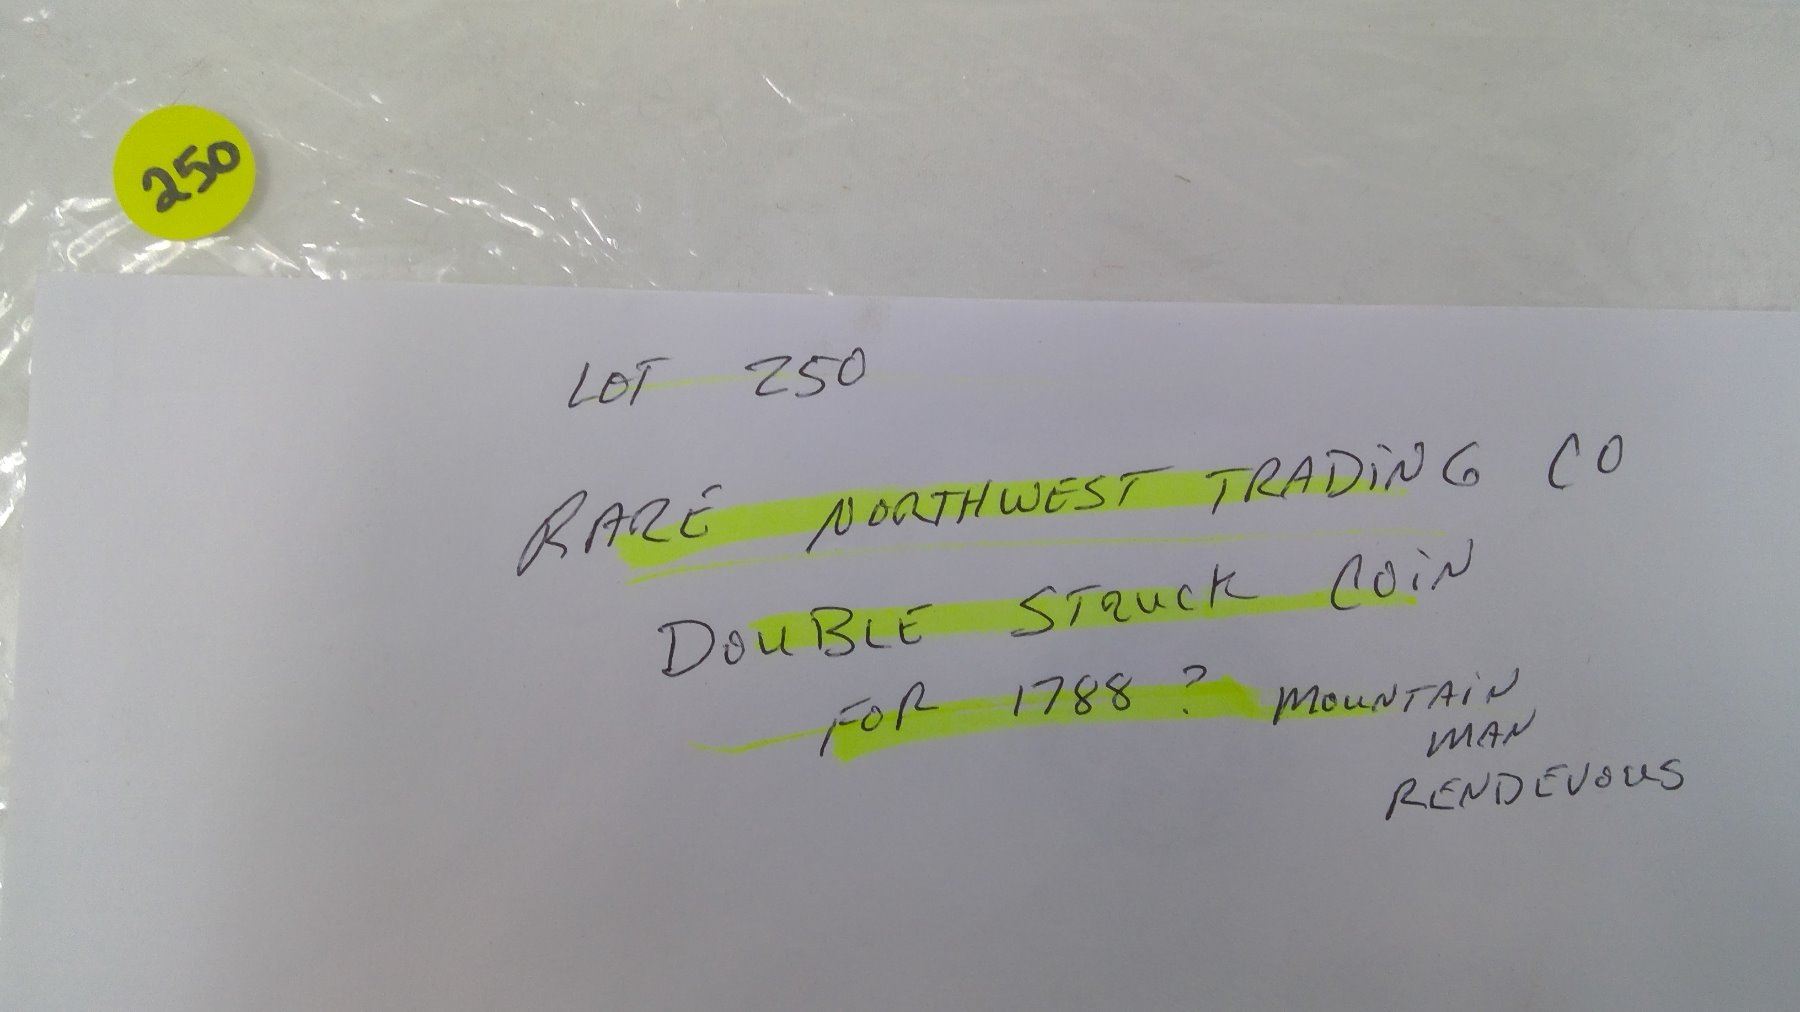 250
LOT 250
RARE NORTHWEST TRADING CO
DOUBLE STRUCK COIN
FOR 1788? MOUNTAIN
MAN
RENDEVOUS